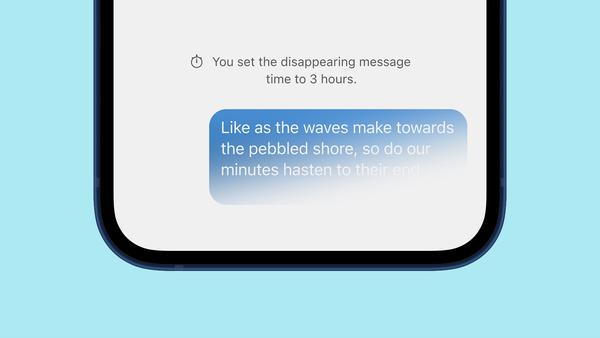 You set the disappearing message
time to 3 hours.
Like as the waves make towards
the pebbled shore, so do our
minutes hasten to their end